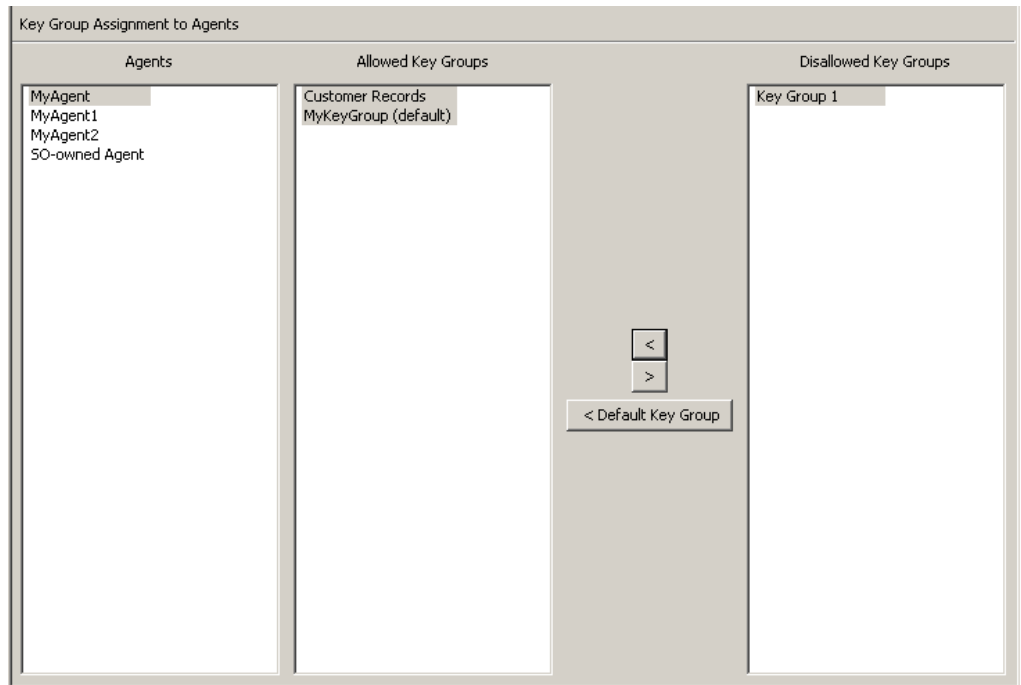 Key Group Assignment to Agents
Agents
Allowed Key Groups
Disallowed Key Groups
MyAgent
MyAgent1
MyAgent2
SO-owned Agent
Customer Records
MyKeyGroup (default)
Key Group 1
<
>
< Default Key Group